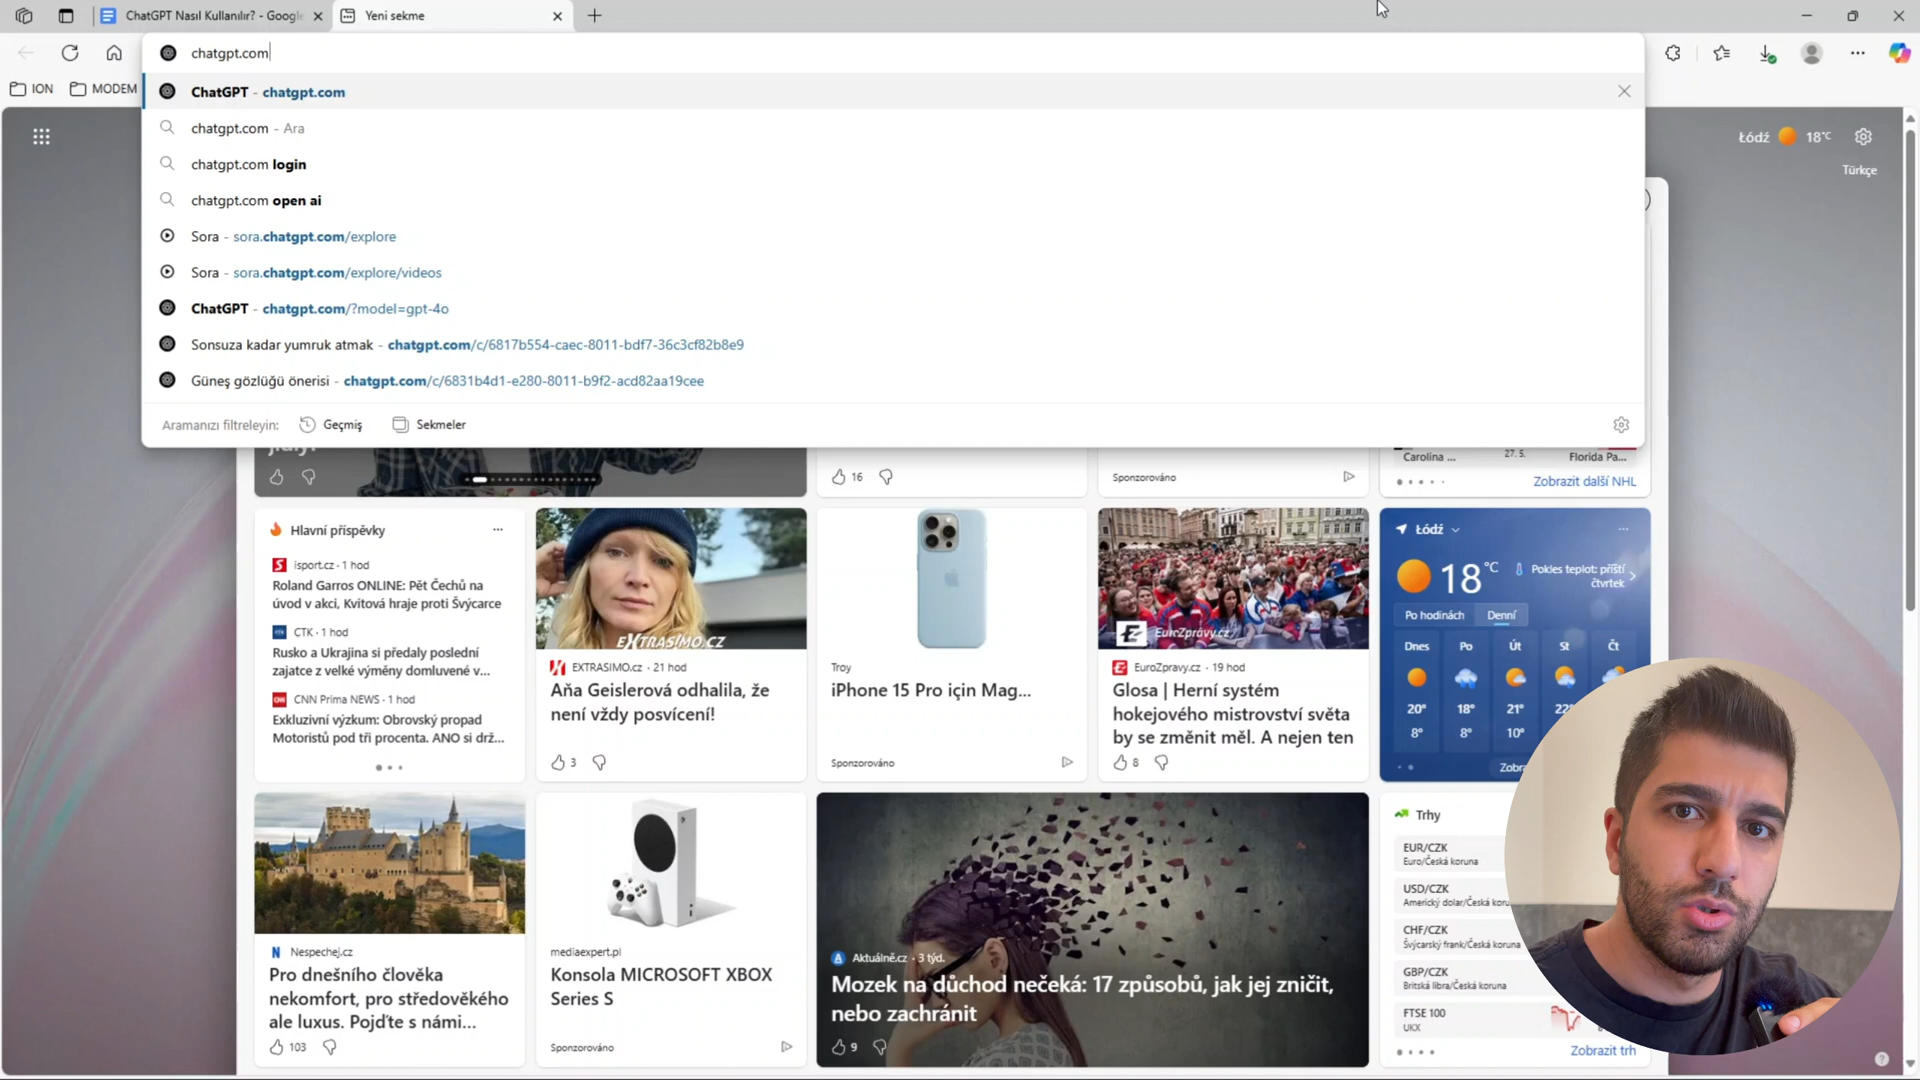 ChatGPT Nasıl Kullanılır? - Google
Yeni sekme
chatgpt.com
ION
MODEM
ChatGPT - chatgpt.com
chatgpt.com - Ara
chatgpt.com login
chatgpt.com open ai
Sora - sora.chatgpt.com/explore
Sora - sora.chatgpt.com/explore/videos
ChatGPT - chatgpt.com/?model=gpt-4o
Sonsuza kadar yumruk atmak - chatgpt.com/c/6817b554-caec-8011-bdf7-36c3cf82b8e9
Güneş gözlüğü önerisi - chatgpt.com/c/6831b4d1-e280-8011-b9f2-acd82aa19cee
Aramanızı filtreleyin:
Geçmiş
Sekmeler
Łódź
18°C
Türkçe
16
Sponzorováno
Carolina ...
27. 5.
Florida Pa...
Zobrazit další NHL
Hlavní příspěvky
isport.cz · 1 hod
Roland Garros ONLINE: Pět Čechů na
úvod v akci, Kvitová hraje proti Švýcarce
CTK · 1 hod
Rusko a Ukrajina si předaly poslední
zajatce z velké výměny domluvené v...
CNN Prima NEWS · 1 hod
Exkluzivní výzkum: Obrovský propad
Motoristů pod tři procenta. ANO si drž...
EXTRASIMO.CZ
EXTRASIMO.cz · 21 hod
Aňa Geislerová odhalila, že
není vždy posvícení!
3
Troy
iPhone 15 Pro için Mag...
Sponzorováno
EuroZprávy.cz
EuroZpravy.cz · 19 hod
Glosa | Herní systém
hokejového mistrovství světa
by se změnit měl. A nejen ten
8
Łódź
18°C
Pokles teplot: příští
čtvrtek
Po hodinách
Denní
Dnes
Po
Út
St
Čt
20°
18°
21°
8°
8°
10°
Nespechej.cz
Pro dnešního člověka
nekomfort, pro středověkého
ale luxus. Pojďte s námi...
103
mediaexpert.pl
Konsola MICROSOFT XBOX
Series S
Sponzorováno
Aktuálně.cz · 3 týd.
Mozek na důchod nečeká: 17 způsobů, jak jej zničit,
nebo zachránit
9
Trhy
EUR/CZK
Euro/Česká koruna
USD/CZK
Americký dolar/Česká koru
CHF/CZK
Švýcarský frank/Česká koruna
GBP/CZK
Britská libra/Česká koruna
FTSE 100
UKX
Zobrazit trh